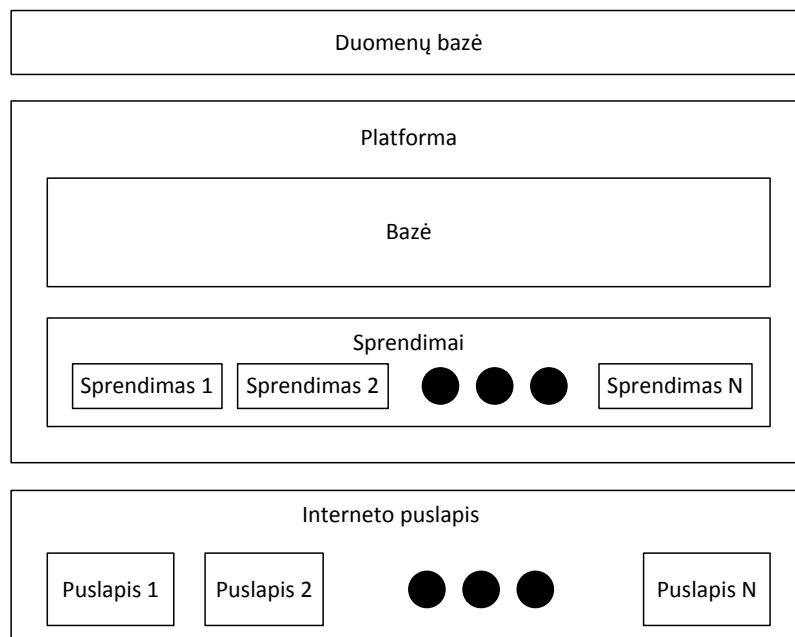 Duomenų bazė
Platforma
Bazė
Sprendimai
Sprendimas 1
Sprendimas 2
Sprendimas N
Interneto puslapis
Puslapis 1
Puslapis 2
Puslapis N